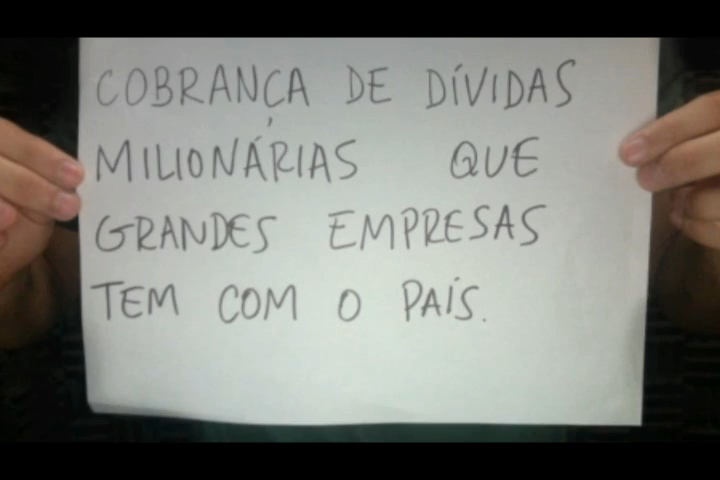 COBRANÇA DE DÍVIDAS
MILIONÁRIAS QUE
GRANDES EMPRESAS
TEM COM O PAÍS.